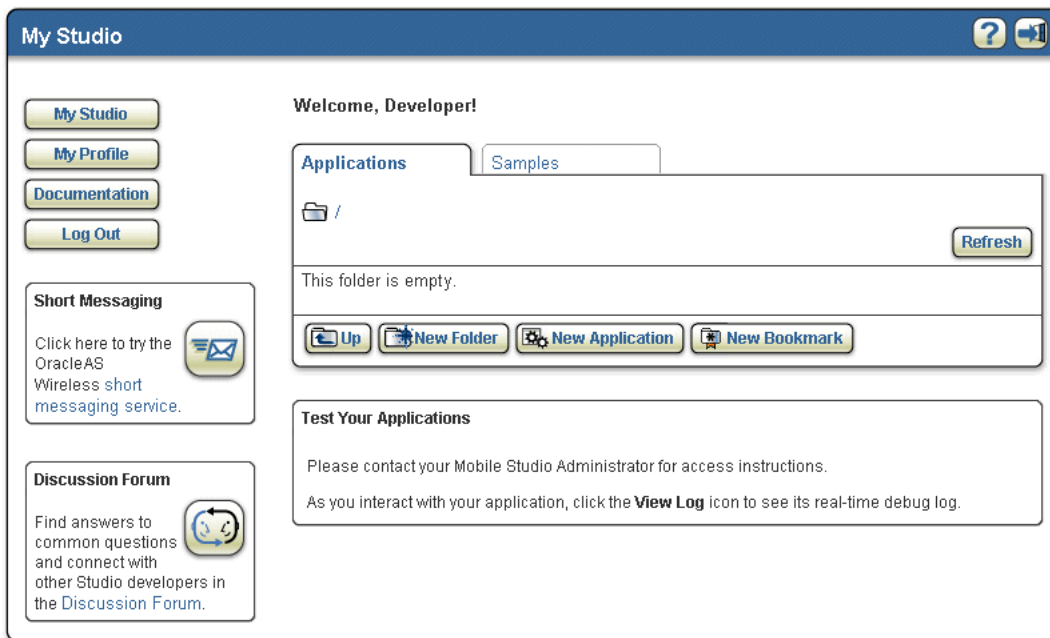 My Studio
?
My Studio
My Profile
Documentation
Log Out
Short Messaging
Click here to try the
OracleAS
Wireless short
messaging service.
Discussion Forum
Find answers to
common questions
and connect with
other Studio developers in
the Discussion Forum.
Welcome, Developer!
Applications
Samples
/
Refresh
This folder is empty.
Up
New Folder
New Application
New Bookmark
Test Your Applications
Please contact your Mobile Studio Administrator for access instructions.
As you interact with your application, click the View Log icon to see its real-time debug log.